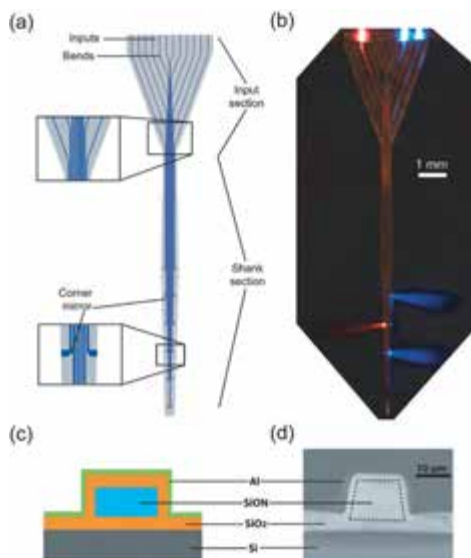 (a)
Inputs
Bends
Input
section
Shank
section
Corner
mirror
(b)
1 mm
(c)
Al
SiON
SiO₂
Si
(d)
10 μm